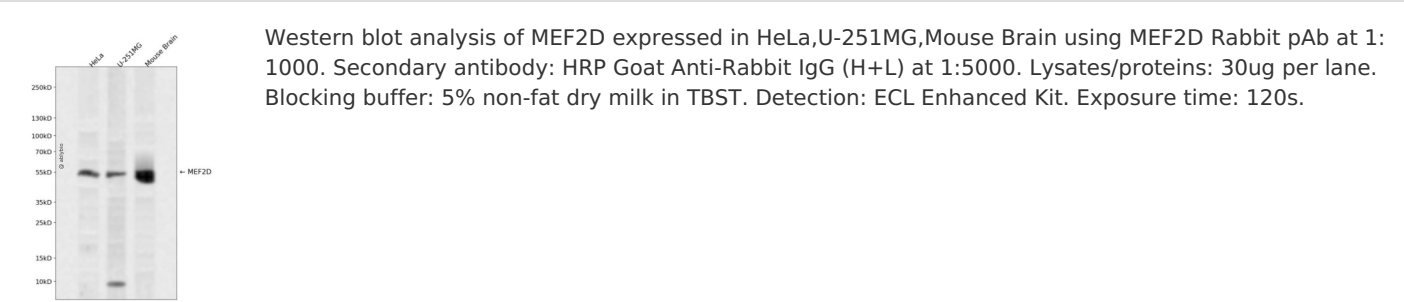 HeLa
U-251MG
Mouse Brain
250kD
130kD
100kD
70kD
55kD
35kD
25kD
15kD
10kD
← MEF2D
Western blot analysis of MEF2D expressed in HeLa,U-251MG,Mouse Brain using MEF2D Rabbit pAb at 1:
1000. Secondary antibody: HRP Goat Anti-Rabbit IgG (H+L) at 1:5000. Lysates/proteins: 30ug per lane.
Blocking buffer: 5% non-fat dry milk in TBST. Detection: ECL Enhanced Kit. Exposure time: 120s.